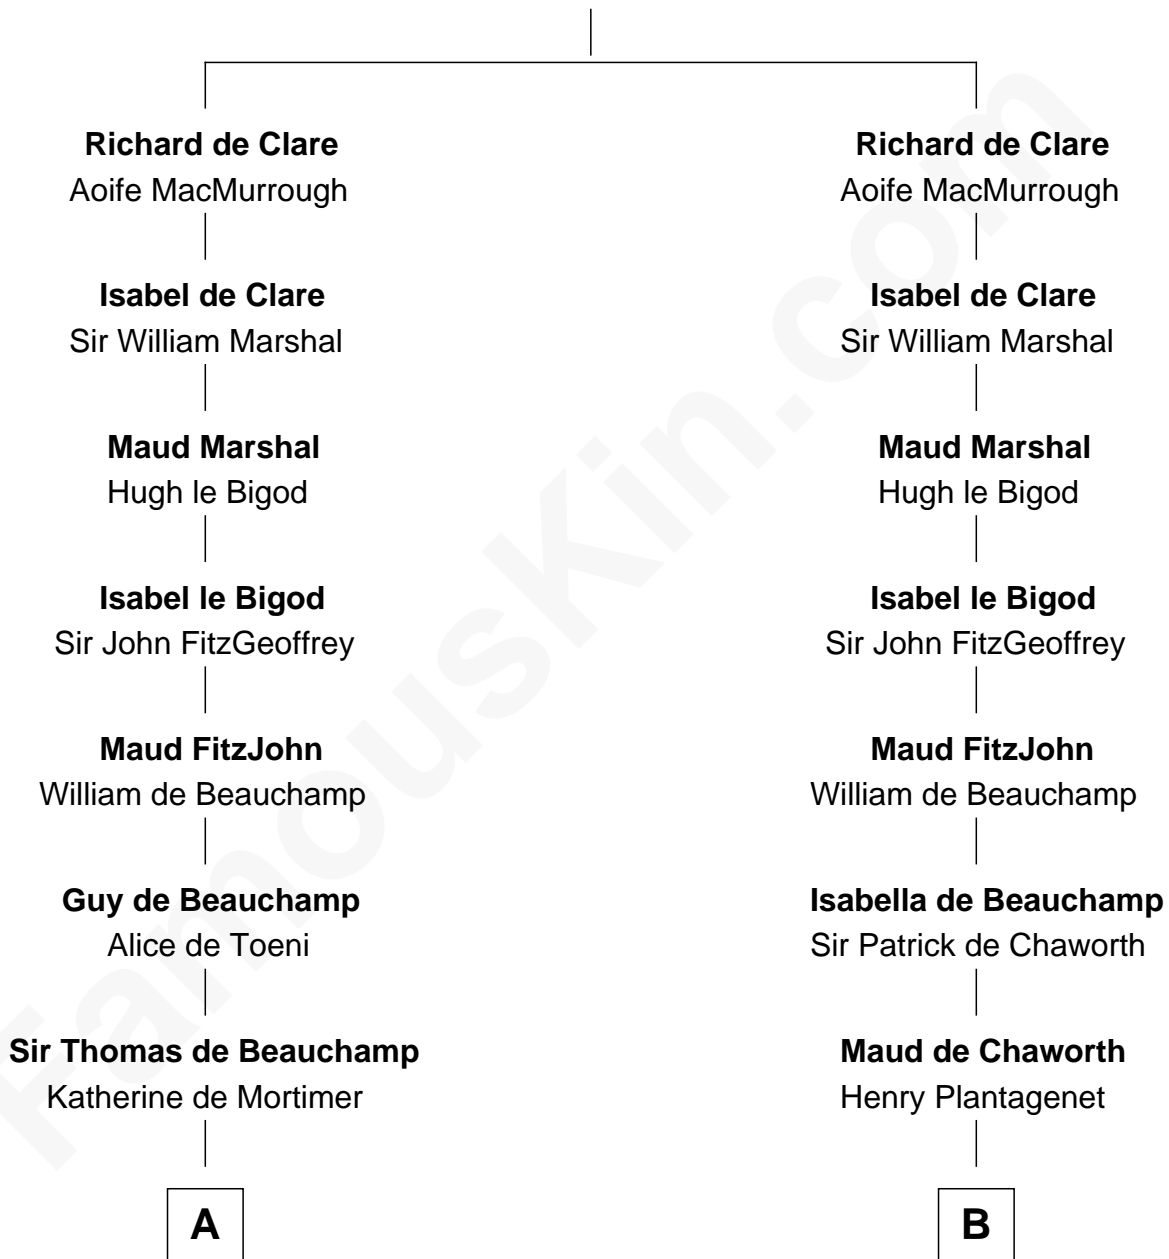 Richard de Clare
Aoife MacMurrough
Isabel de Clare
Sir William Marshal
Maud Marshal
Hugh le Bigod
Isabel le Bigod
Sir John FitzGeoffrey
Maud FitzJohn
William de Beauchamp
Guy de Beauchamp
Alice de Toeni
Sir Thomas de Beauchamp
Katherine de Mortimer
A
Richard de Clare
Aoife MacMurrough
Isabel de Clare
Sir William Marshal
Maud Marshal
Hugh le Bigod
Isabel le Bigod
Sir John FitzGeoffrey
Maud FitzJohn
William de Beauchamp
Isabella de Beauchamp
Sir Patrick de Chaworth
Maud de Chaworth
Henry Plantagenet
B
FamousKin.com